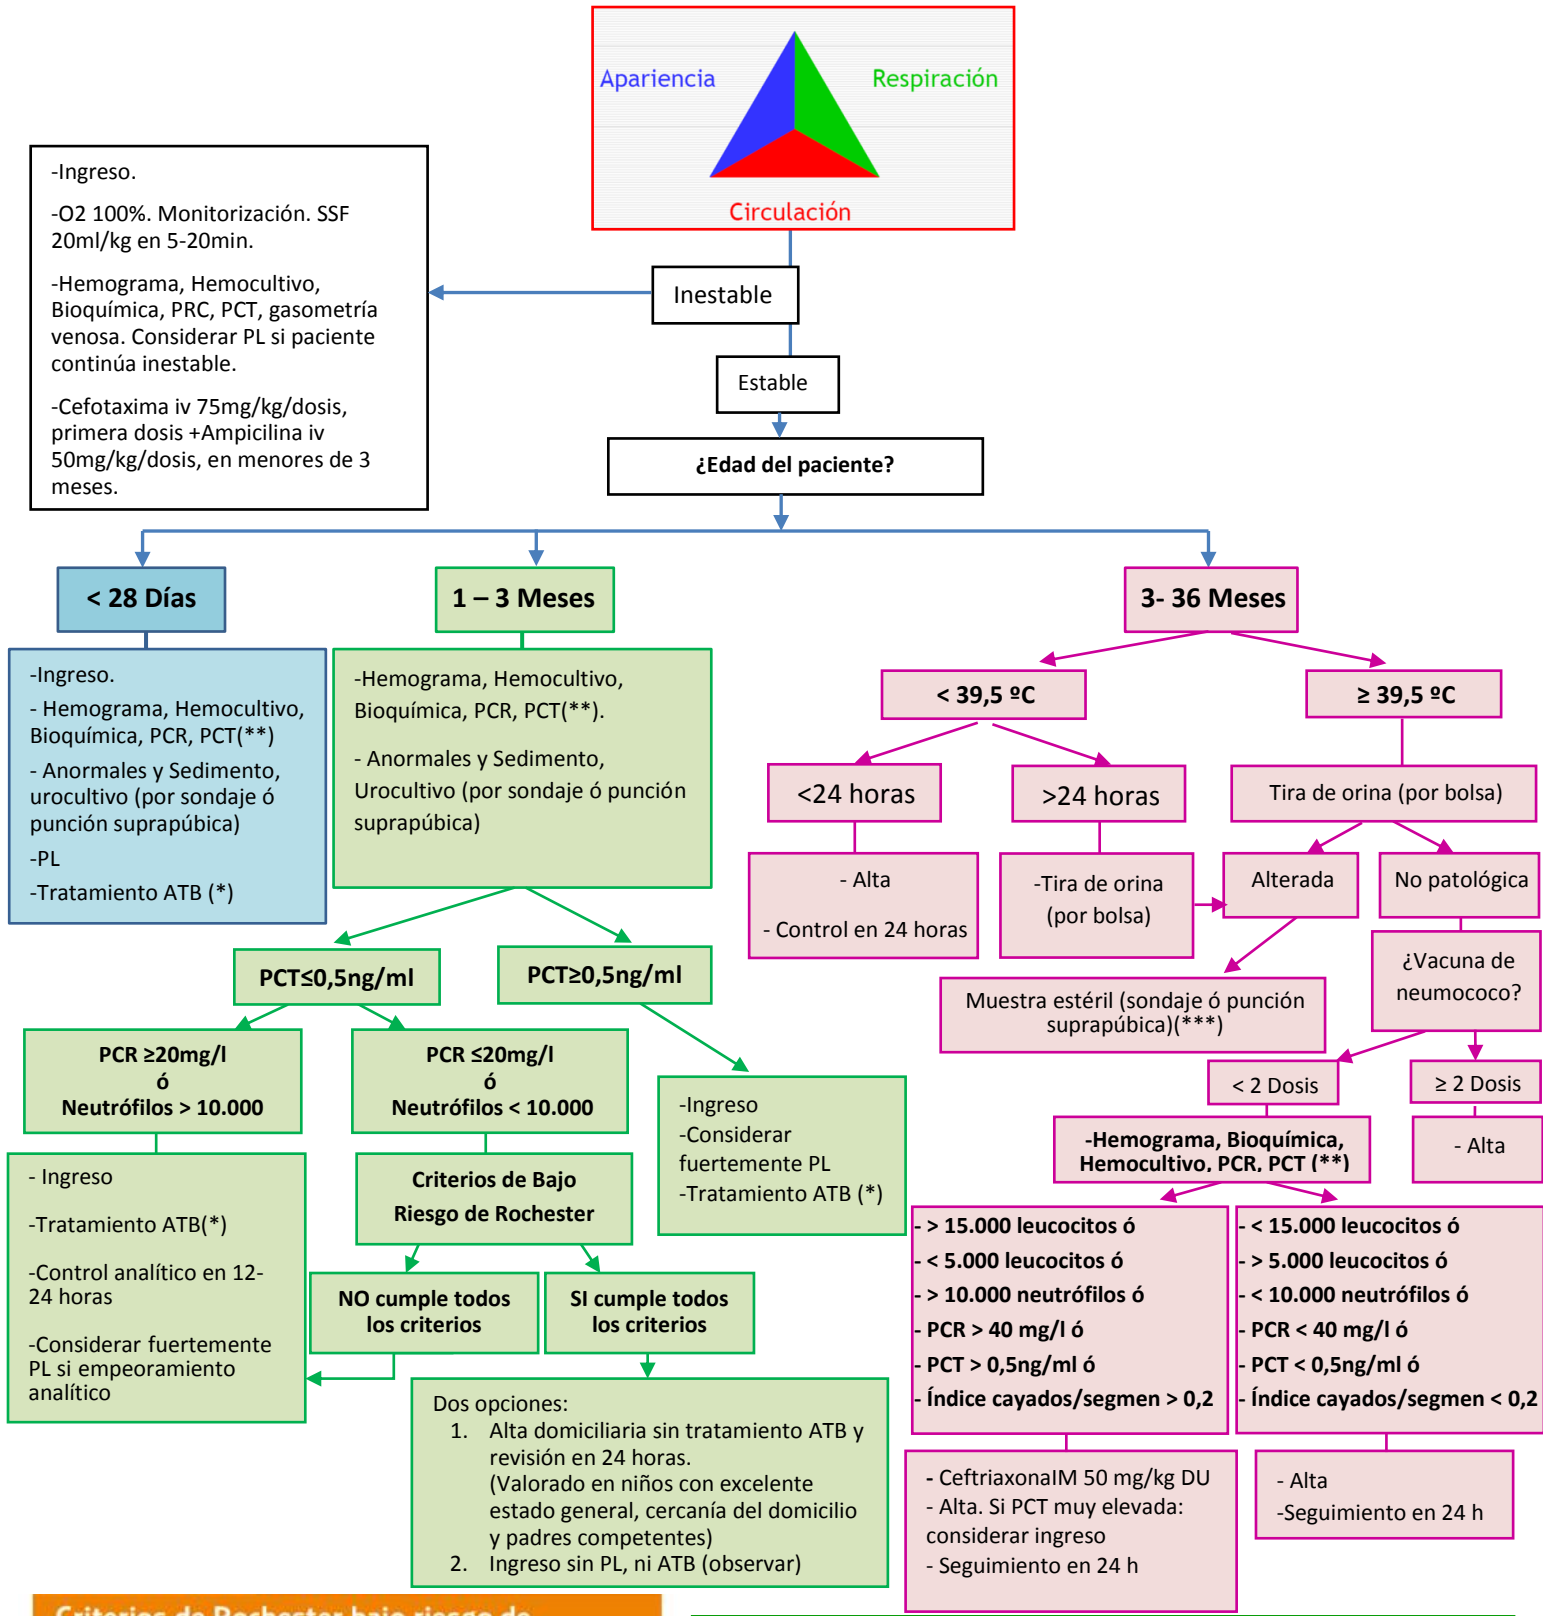 Apariencia
Respiración
Circulación
-Ingreso.
-O2 100%. Monitorización. SSF
20ml/kg en 5-20min.
-Hemograma, Hemocultivo,
Bioquímica, PRC, PCT, gasometría
venosa. Considerar PL si paciente
continúa inestable.
-Cefotaxima iv 75mg/kg/dosis,
primera dosis +Ampicilina iv
50mg/kg/dosis, en menores de 3
meses.
Inestable
Estable
¿Edad del paciente?
< 28 Días
-Ingreso.
- Hemograma, Hemocultivo,
Bioquímica, PCR, PCT(**)
- Anormales y Sedimento,
urocultivo (por sondaje ó
punción suprapúbica)
-PL
-Tratamiento ATB (*)
1 – 3 Meses
-Hemograma, Hemocultivo,
Bioquímica, PCR, PCT(**).
- Anormales y Sedimento,
Urocultivo (por sondaje ó punción
suprapúbica)
PCT≤0,5ng/ml
PCT≥0,5ng/ml
PCR ≥20mg/l
ó
Neutrófilos > 10.000
PCR ≤20mg/l
ó
Neutrófilos < 10.000
-Ingreso
-Considerar
fuertemente PL
-Tratamiento ATB (*)
- Ingreso
-Tratamiento ATB(*)
-Control analítico en 12-
24 horas
-Considerar fuertemente
PL si empeoramiento
analítico
Criterios de Bajo
Riesgo de Rochester
NO cumple todos
los criterios
SI cumple todos
los criterios
Dos opciones:
1. Alta domiciliaria sin tratamiento ATB y
revisión en 24 horas.
(Valorado en niños con excelente
estado general, cercanía del domicilio
y padres competentes)
2. Ingreso sin PL, ni ATB (observar)
3- 36 Meses
< 39,5 ºC
≥ 39,5 ºC
<24 horas
>24 horas
Tira de orina (por bolsa)
- Alta
- Control en 24 horas
-Tira de orina
(por bolsa)
Alterada
No patológica
Muestra estéril (sondaje ó punción
suprapúbica)(***)
¿Vacuna de
neumococo?
< 2 Dosis
≥ 2 Dosis
-Hemograma, Bioquímica,
Hemocultivo, PCR, PCT (**)
- Alta
- > 15.000 leucocitos ó
- < 5.000 leucocitos ó
- > 10.000 neutrófilos ó
- PCR > 40 mg/l ó
- PCT > 0,5ng/ml ó
- Índice cayados/segmen > 0,2
- < 15.000 leucocitos ó
- > 5.000 leucocitos ó
- < 10.000 neutrófilos ó
- PCR < 40 mg/l ó
- PCT < 0,5ng/ml ó
- Índice cayados/segmen < 0,2
- CeftriaxonaIM 50 mg/kg DU
- Alta. Si PCT muy elevada:
considerar ingreso
- Seguimiento en 24 h
- Alta
-Seguimiento en 24 h
Criterios de Rochester bajo riesgo de